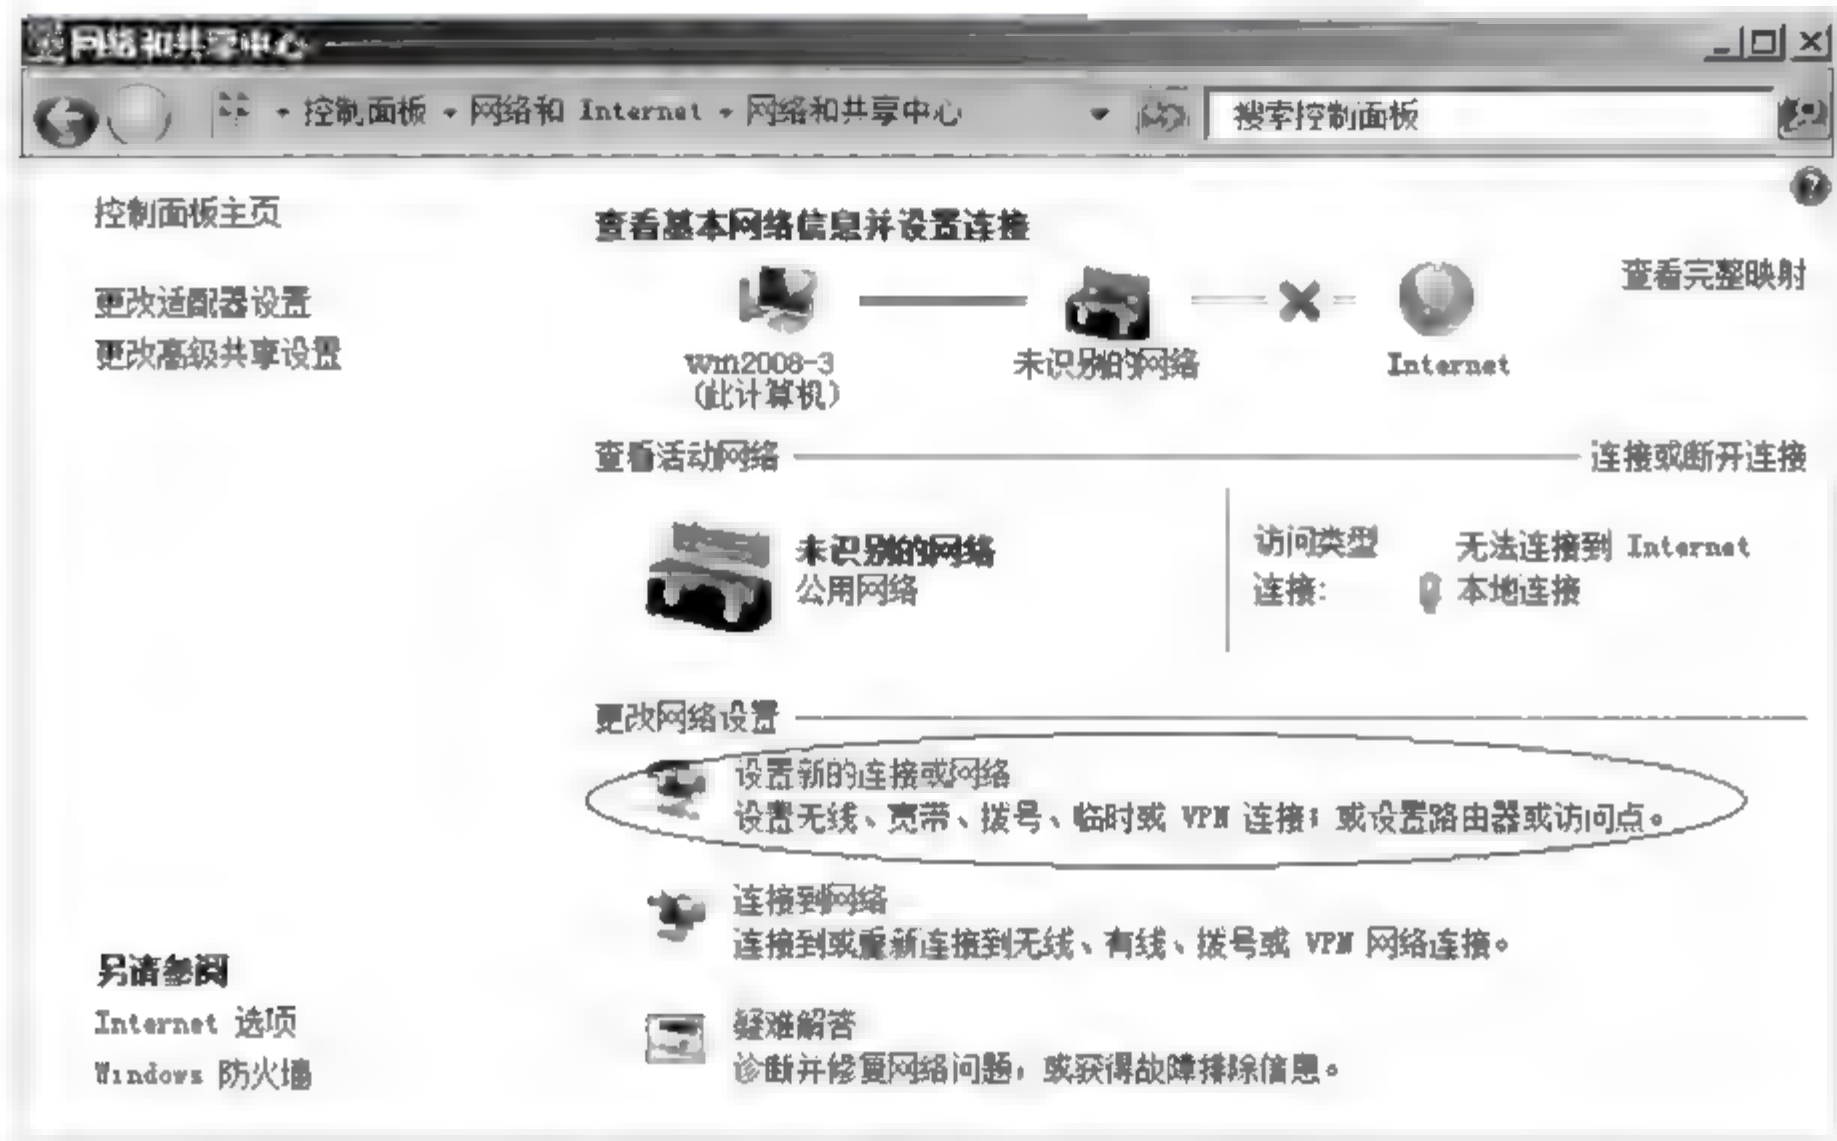 网络和共享中心
控制面板 网络和 Internet 网络和共享中心 搜索控制面板
控制面板主页
更改适配器设置
更改高级共享设置
查看基本网络信息并设置连接
查看完整映射
win2008-3
(此计算机)
未识别的网络
Internet
查看活动网络
连接或断开连接
未识别的网络
公用网络
访问类型 无法连接到 Internet
连接: 本地连接
更改网络设置
设置新的连接或网络
设置无线、宽带、拨号、临时或 VPN 连接;或设置路由器或访问点。
连接到网络
连接到或重新连接到无线、有线、拨号或 VPN 网络连接。
疑难解答
诊断并修复网络问题,或获得故障排除信息。
另请参阅
Internet 选项
Windows 防火墙